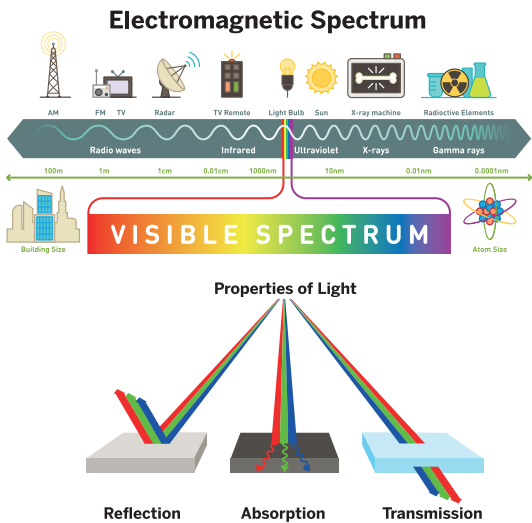 Electromagnetic Spectrum
AM FM TV Radar TV Remote Light Bulb Sun X-ray machine Radioctive Elements
Radio waves Infrared Ultraviolet X-rays Gamma rays
100m 1m 1cm 0.01cm 1000nm 10nm 0.01nm 0.0001nm
Building Size
VISIBLE SPECTRUM
Atom Size
Properties of Light
Reflection Absorption Transmission